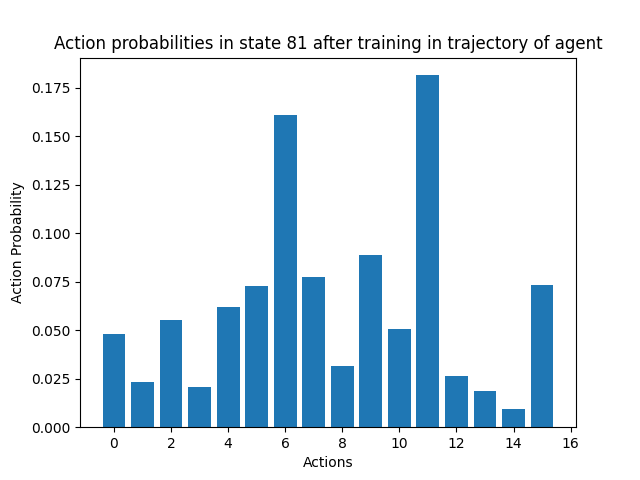 Action probabilities in state 81 after training in trajectory of agent
0.175
0.150
0.125
0.100
0.075
0.050
0.025
0.000
Action Probability
0 2 4 6 8 10 12 14 16
Actions